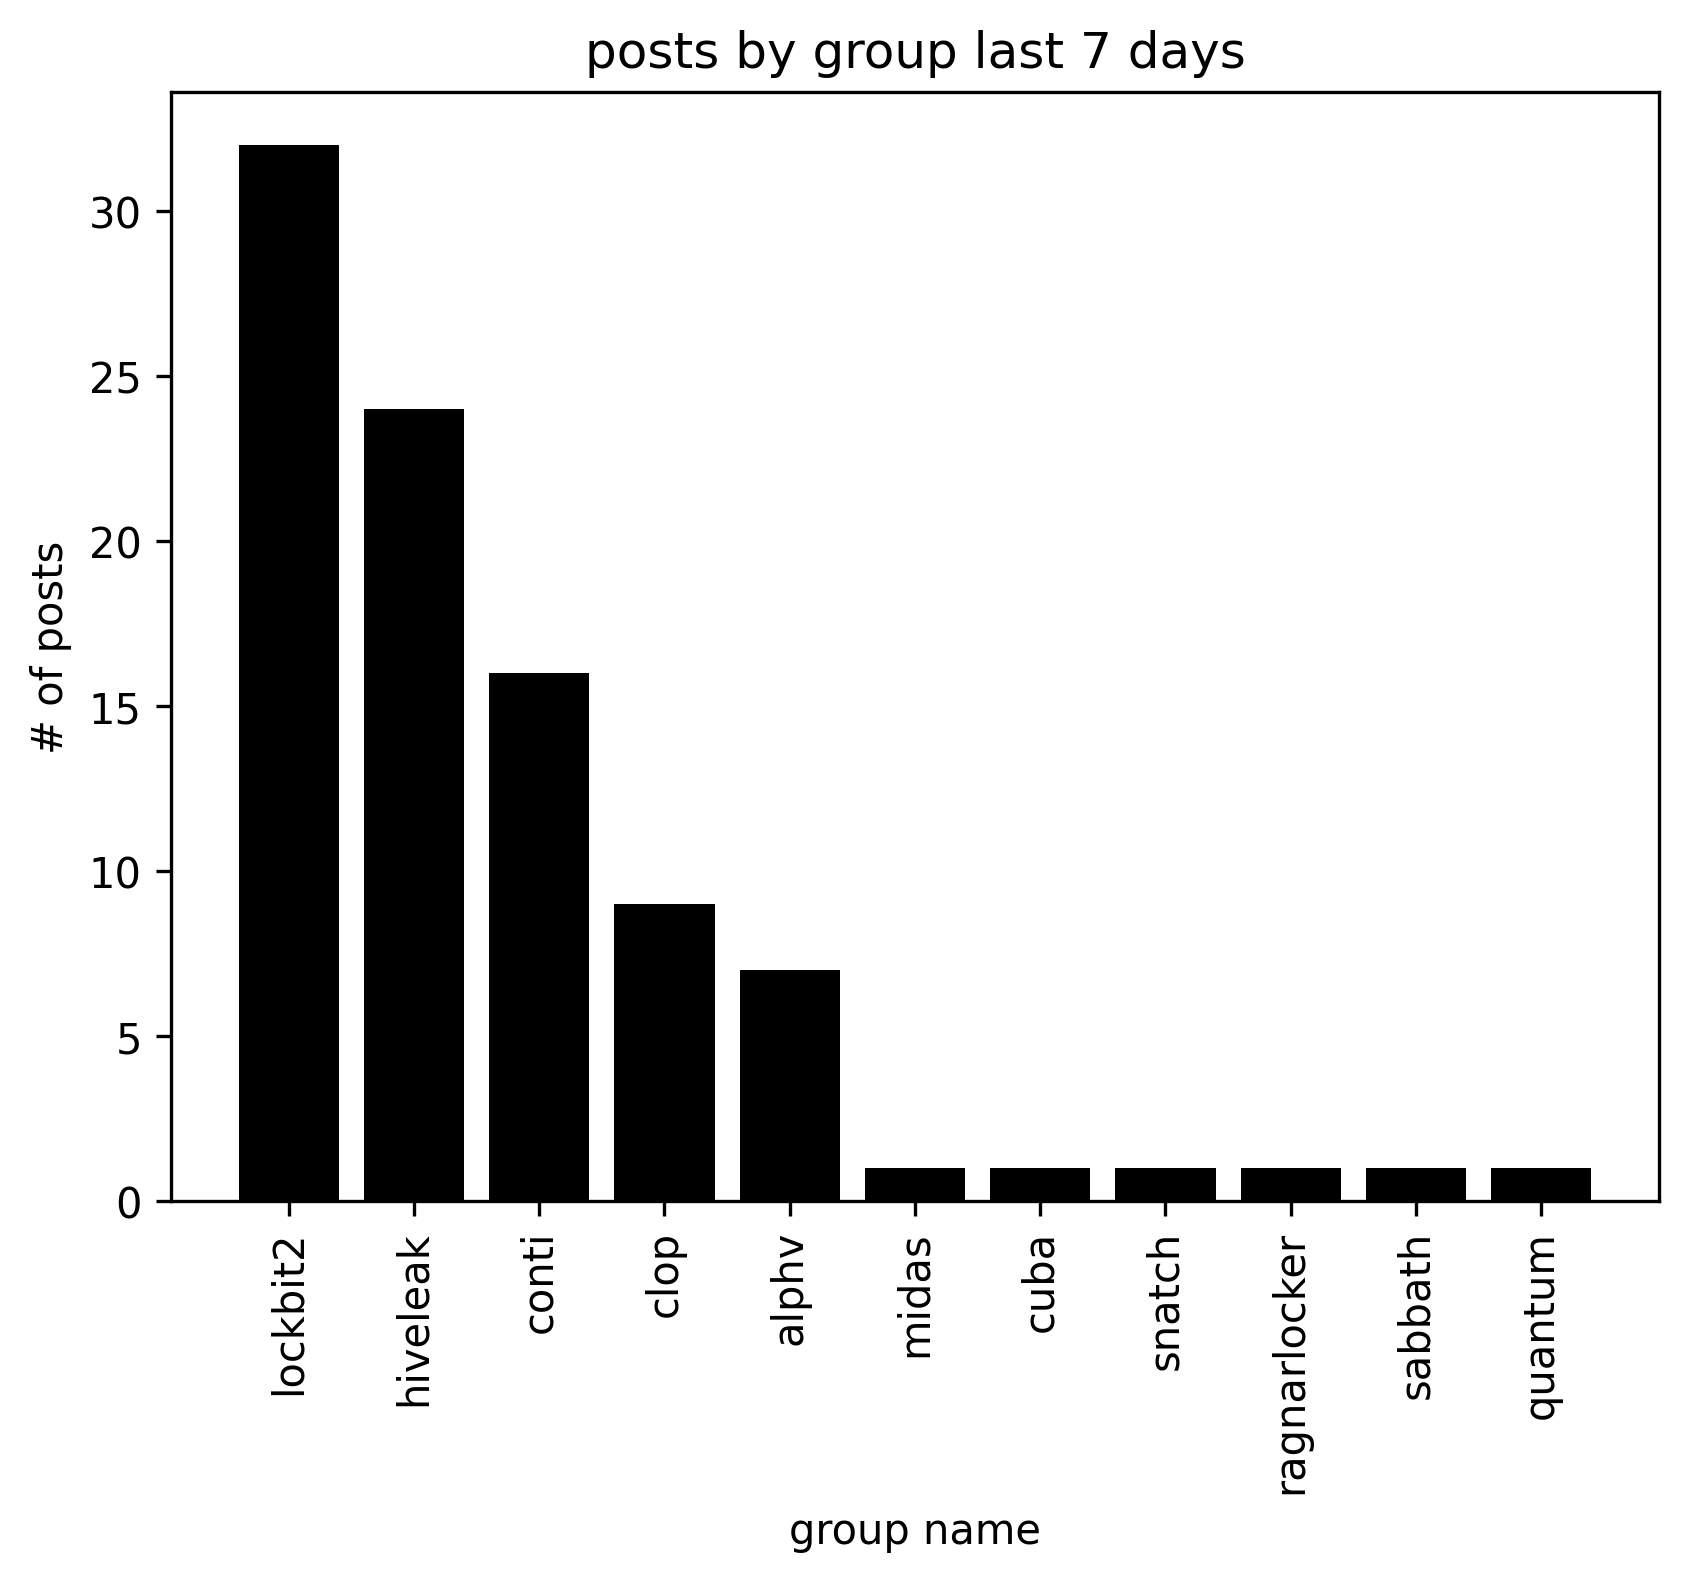 posts by group last 7 days
# of posts
30
25
20
15
10
5
0
lockbit2
hiveleak
conti
clop
alphv
midas
cuba
snatch
ragnarlocker
sabbath
quantum
group name